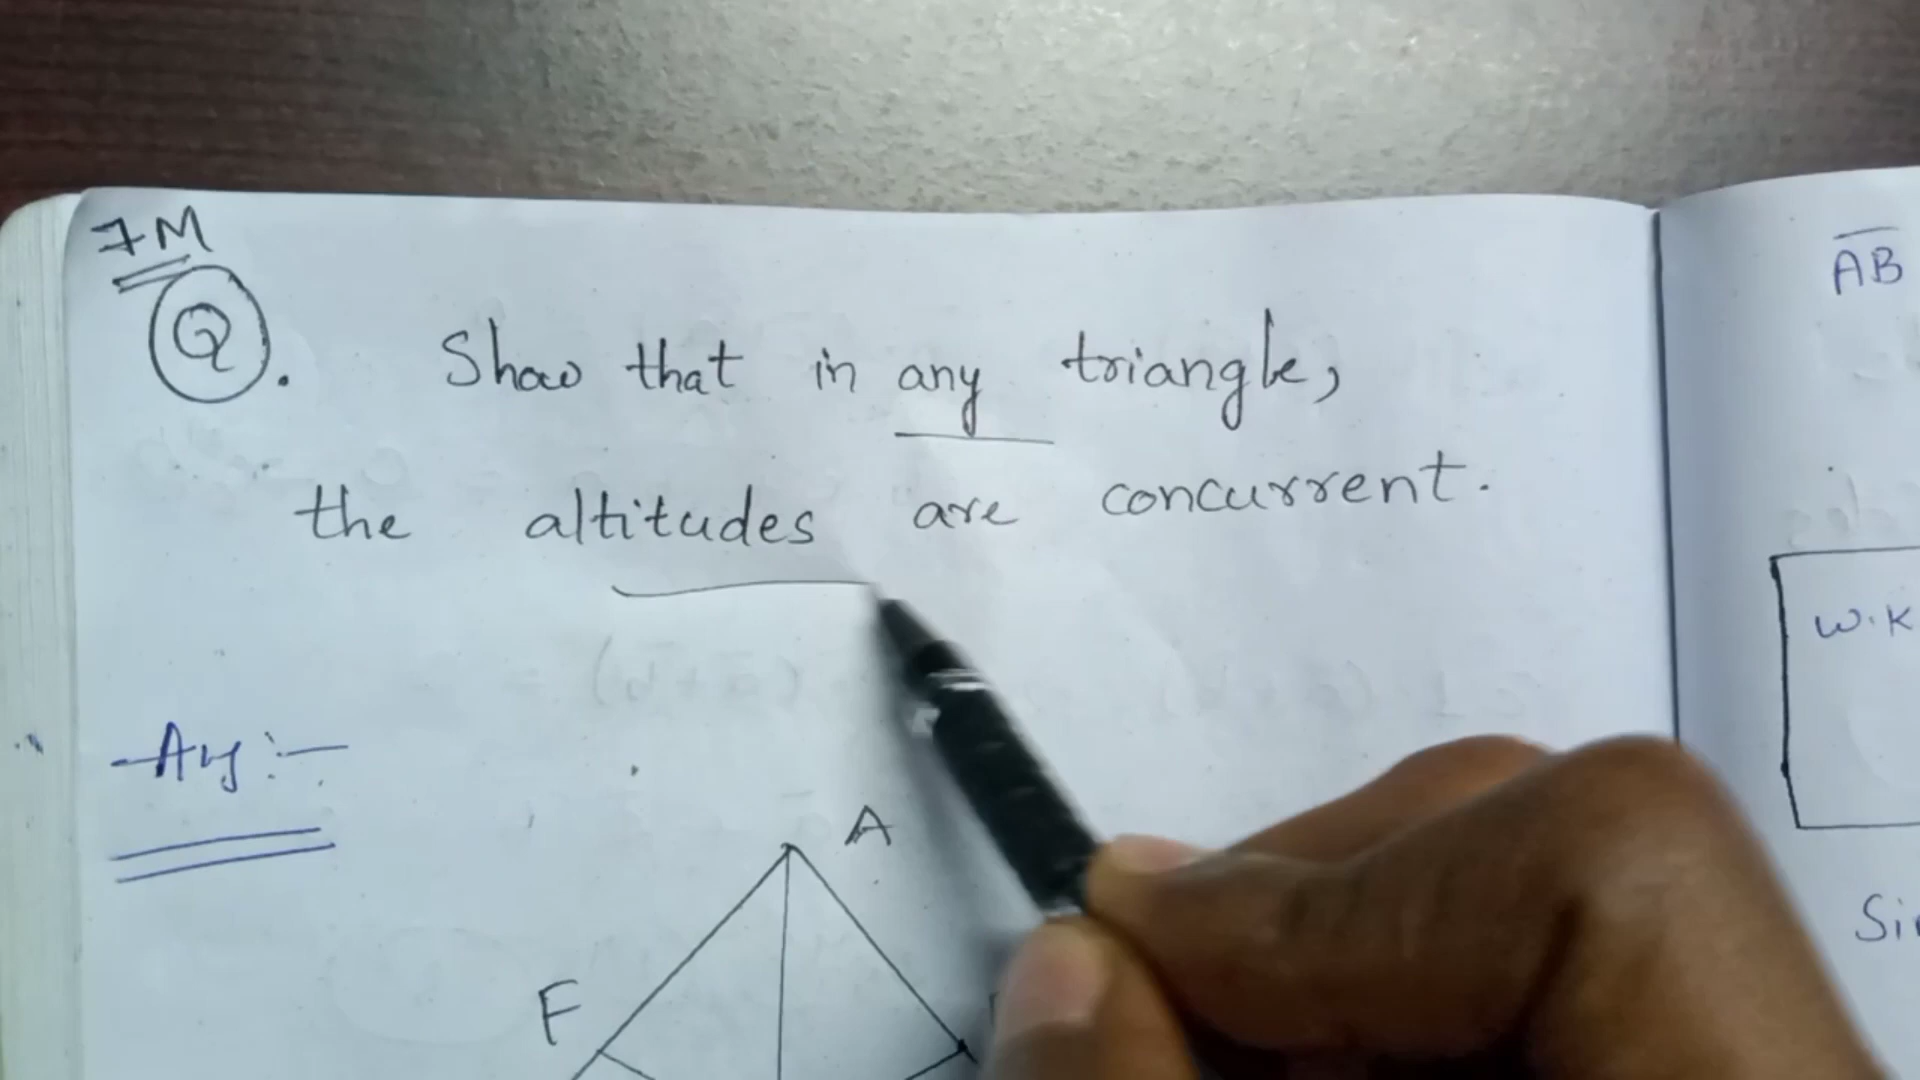 7M
Q. Show that in any triangle,
the altitudes are concurrent.
Ans :-
A
F
AB
W.K